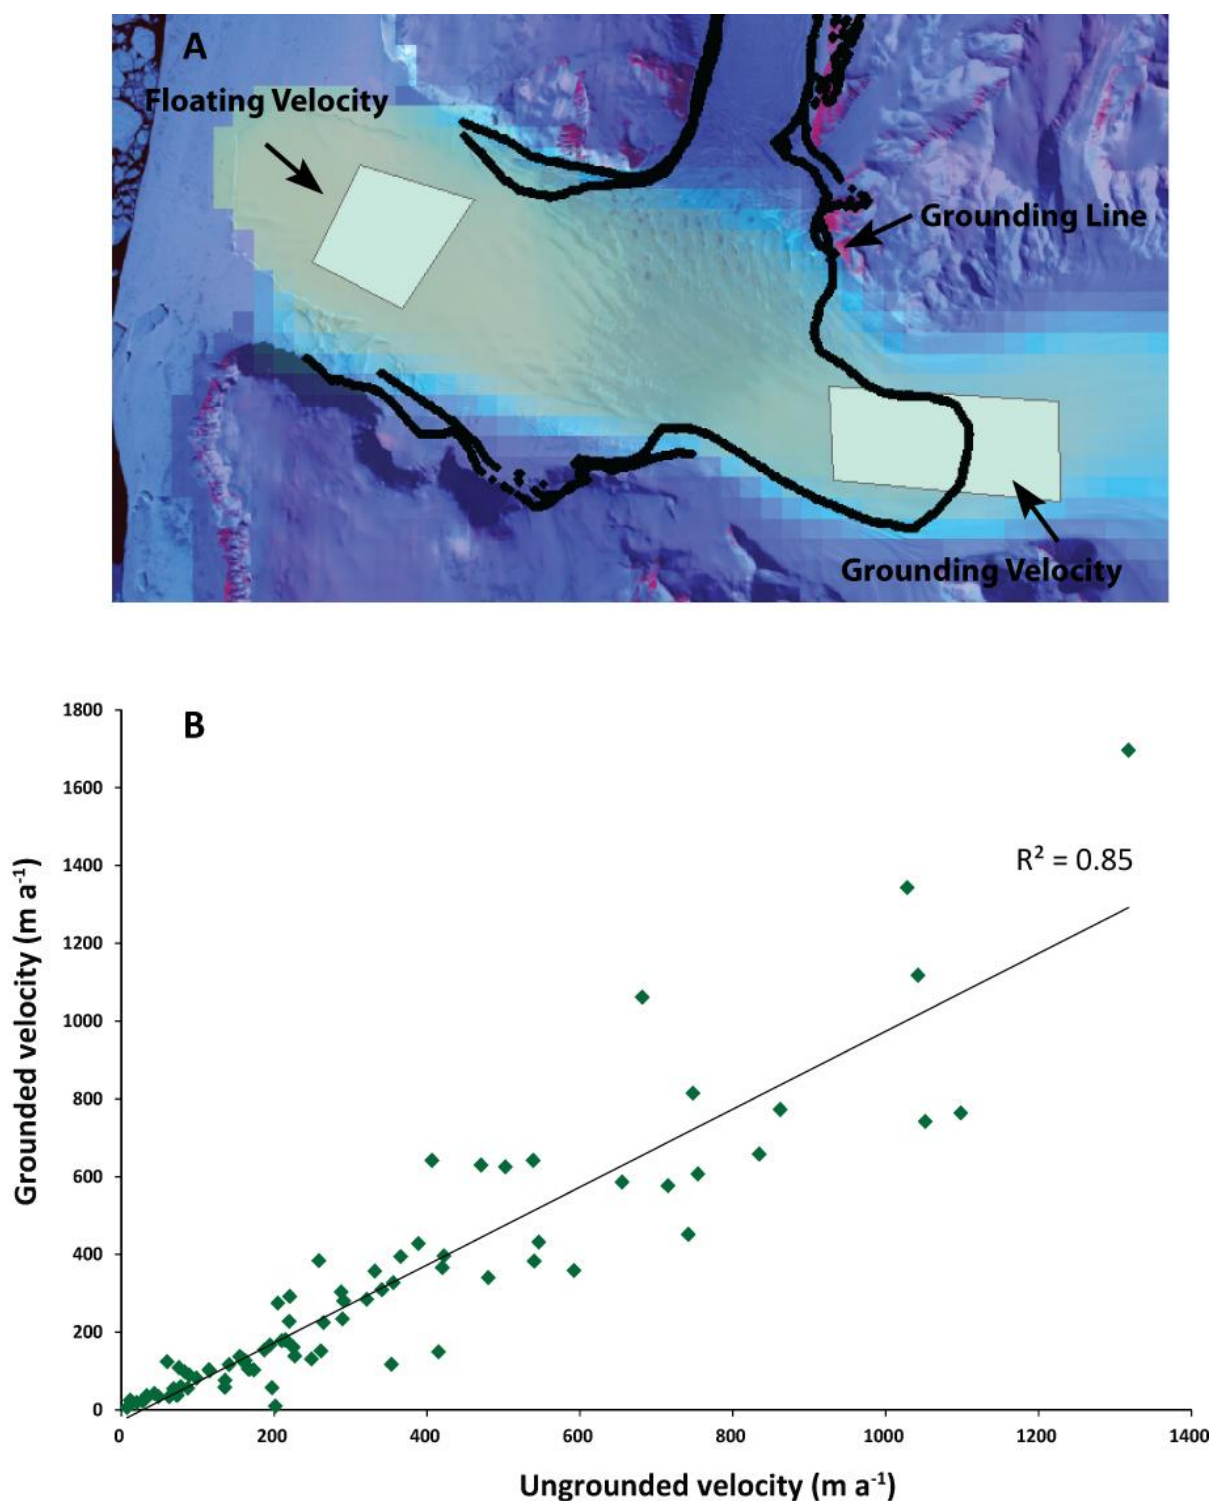 A
Floating Velocity
Grounding Line
Grounding Velocity
1800
B
1600
1400
R² = 0.85
1200
1000
800
600
400
200
0
Grounded velocity (m a⁻¹)
0 200 400 600 800 1000 1200 1400
Ungrounded velocity (m a⁻¹)